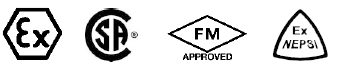 Ex
CSA®
FM
APPROVED
Ex
NEPSI